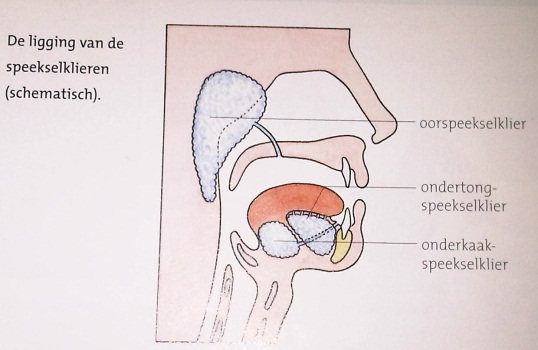 De ligging van de
speekselklieren
(schematisch).
oorspeekselklier
ondertong-
speekselklier
onderkaak-
speekselklier